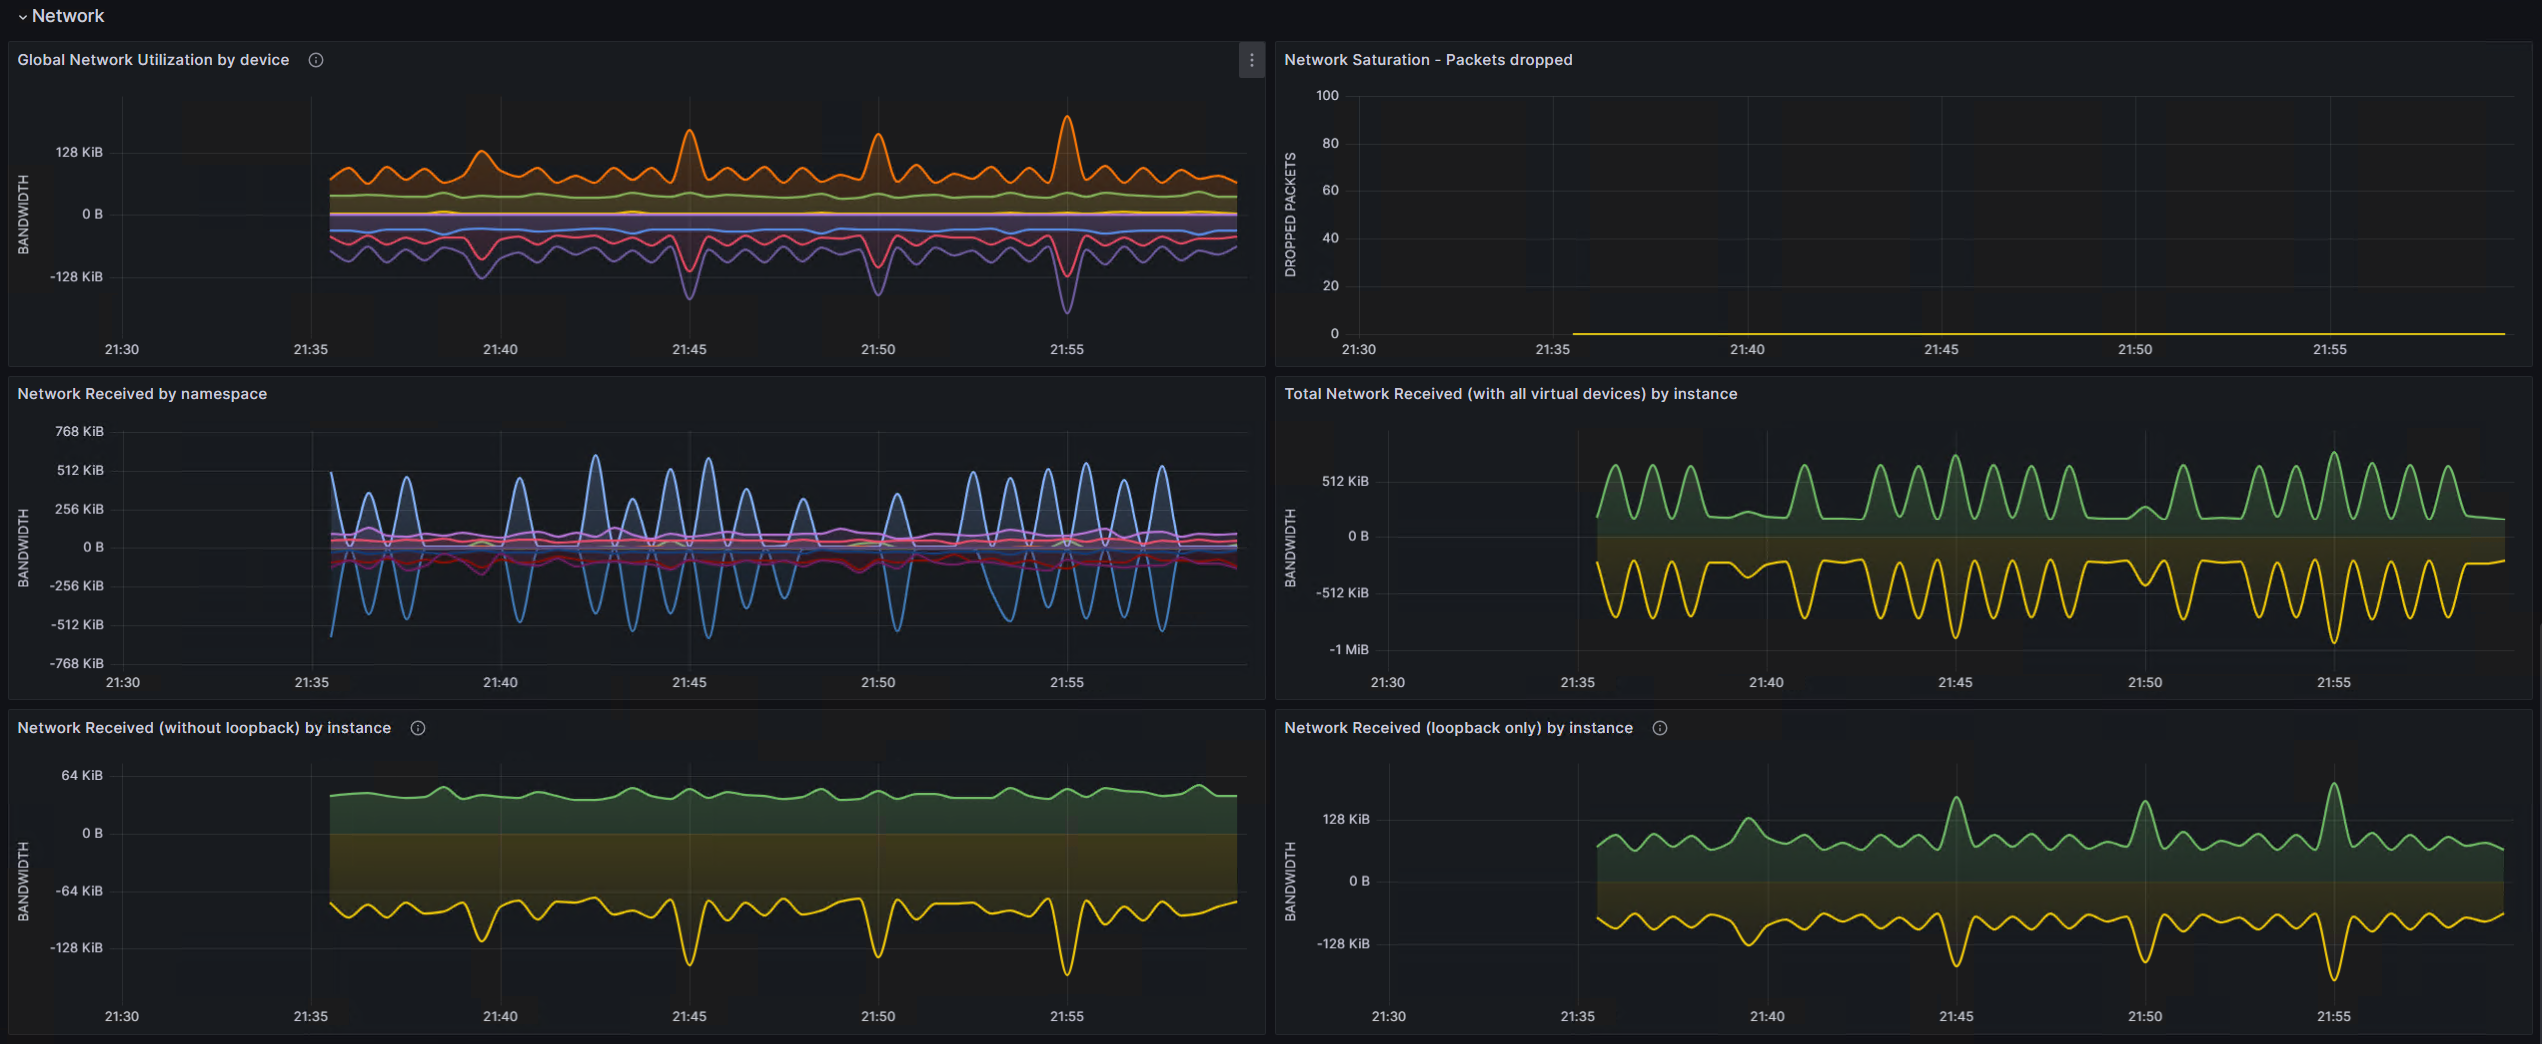 Network
Global Network Utilization by device
BANDWIDTH
128 KiB
0 B
-128 KiB
21:30 21:35 21:40 21:45 21:50 21:55
Network Saturation - Packets dropped
DROPPED PACKETS
100
80
60
40
20
0
21:30 21:35 21:40 21:45 21:50 21:55
Network Received by namespace
BANDWIDTH
768 KiB
512 KiB
256 KiB
0 B
-256 KiB
-512 KiB
-768 KiB
21:30 21:35 21:40 21:45 21:50 21:55
Total Network Received (with all virtual devices) by instance
BANDWIDTH
512 KiB
0 B
-512 KiB
-1 MiB
21:30 21:35 21:40 21:45 21:50 21:55
Network Received (without loopback) by instance
BANDWIDTH
64 KiB
0 B
-64 KiB
-128 KiB
21:30 21:35 21:40 21:45 21:50 21:55
Network Received (loopback only) by instance
BANDWIDTH
128 KiB
0 B
-128 KiB
21:30 21:35 21:40 21:45 21:50 21:55